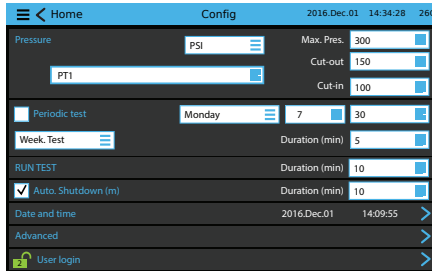 Home Config 2016.Dec.01 14:34:28 260
Pressure PSI Max. Pres. 300
Cut-out 150
PT1
Cut-in 100
Periodic test Monday 7 30
Week. Test Duration (min) 5
RUN TEST Duration (min) 10
Auto. Shutdown (m) Duration (min) 10
Date and time 2016.Dec.01 14:09:55
Advanced
2 User login